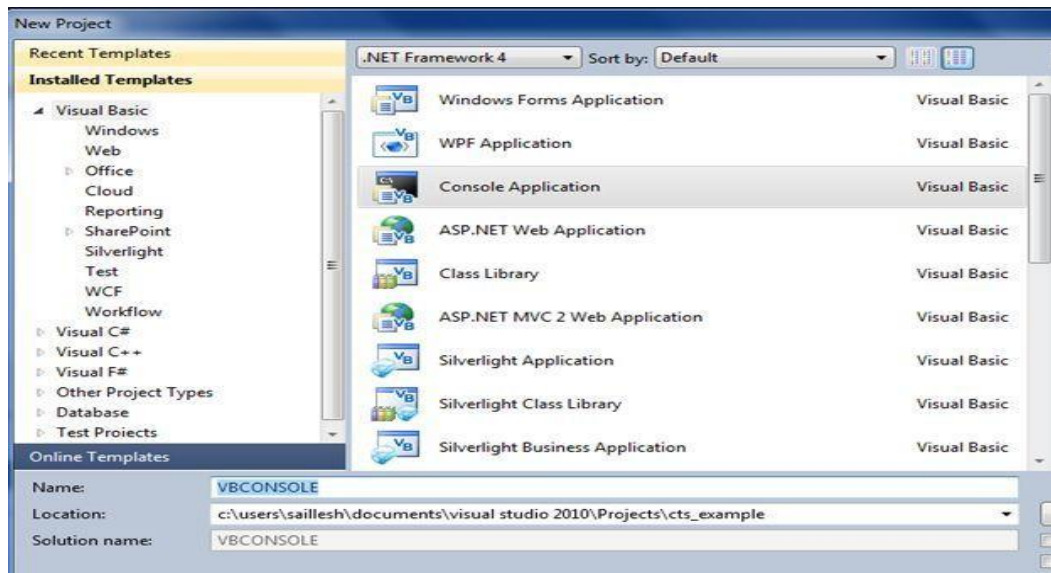 New Project
Recent Templates
Installed Templates
Visual Basic
Windows
Web
Office
Cloud
Reporting
SharePoint
Silverlight
Test
WCF
Workflow
Visual C#
Visual C++
Visual F#
Other Project Types
Database
Test Projects
Online Templates
.NET Framework 4 Sort by: Default
Windows Forms Application Visual Basic
WPF Application Visual Basic
Console Application Visual Basic
ASP.NET Web Application Visual Basic
Class Library Visual Basic
ASP.NET MVC 2 Web Application Visual Basic
Silverlight Application Visual Basic
Silverlight Class Library Visual Basic
Silverlight Business Application Visual Basic
Name: VBCONSOLE
Location: c:\users\saillesh\documents\visual studio 2010\Projects\cts_example
Solution name: VBCONSOLE